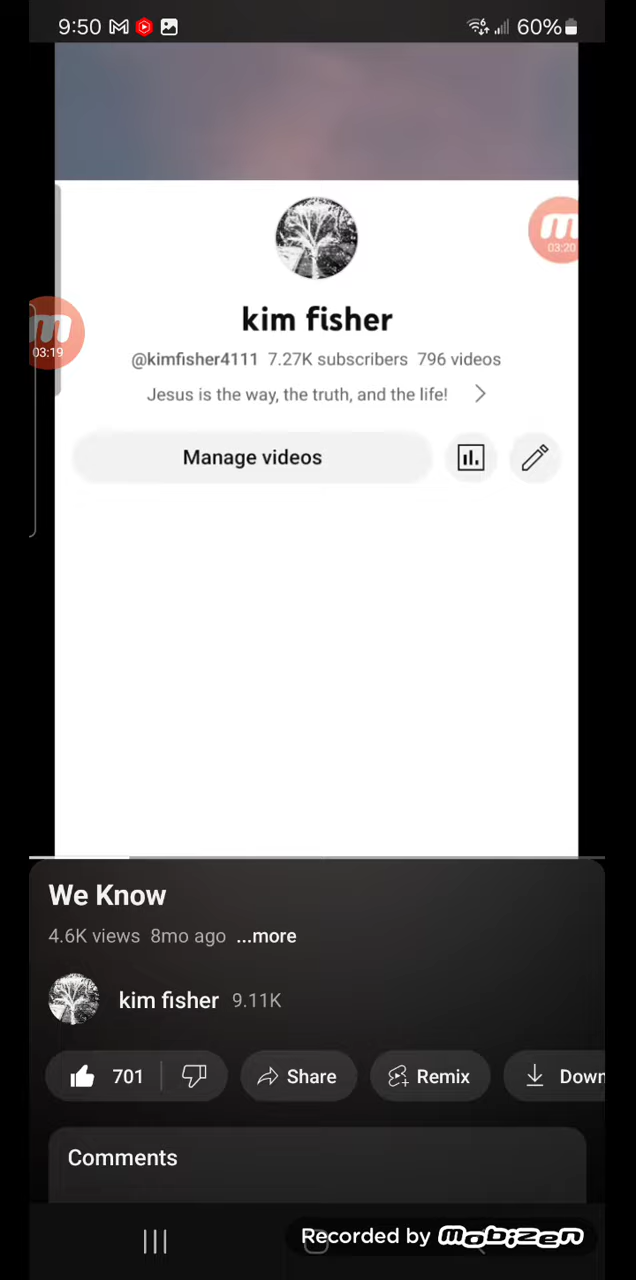 9:50 60%
03:20
03:19
kim fisher
@kimfisher4111 7.27K subscribers 796 videos
Jesus is the way, the truth, and the life!
Manage videos
We Know
4.6K views 8mo ago ...more
kim fisher 9.11K
701 Share Remix Down
Comments
Recorded by mobizen